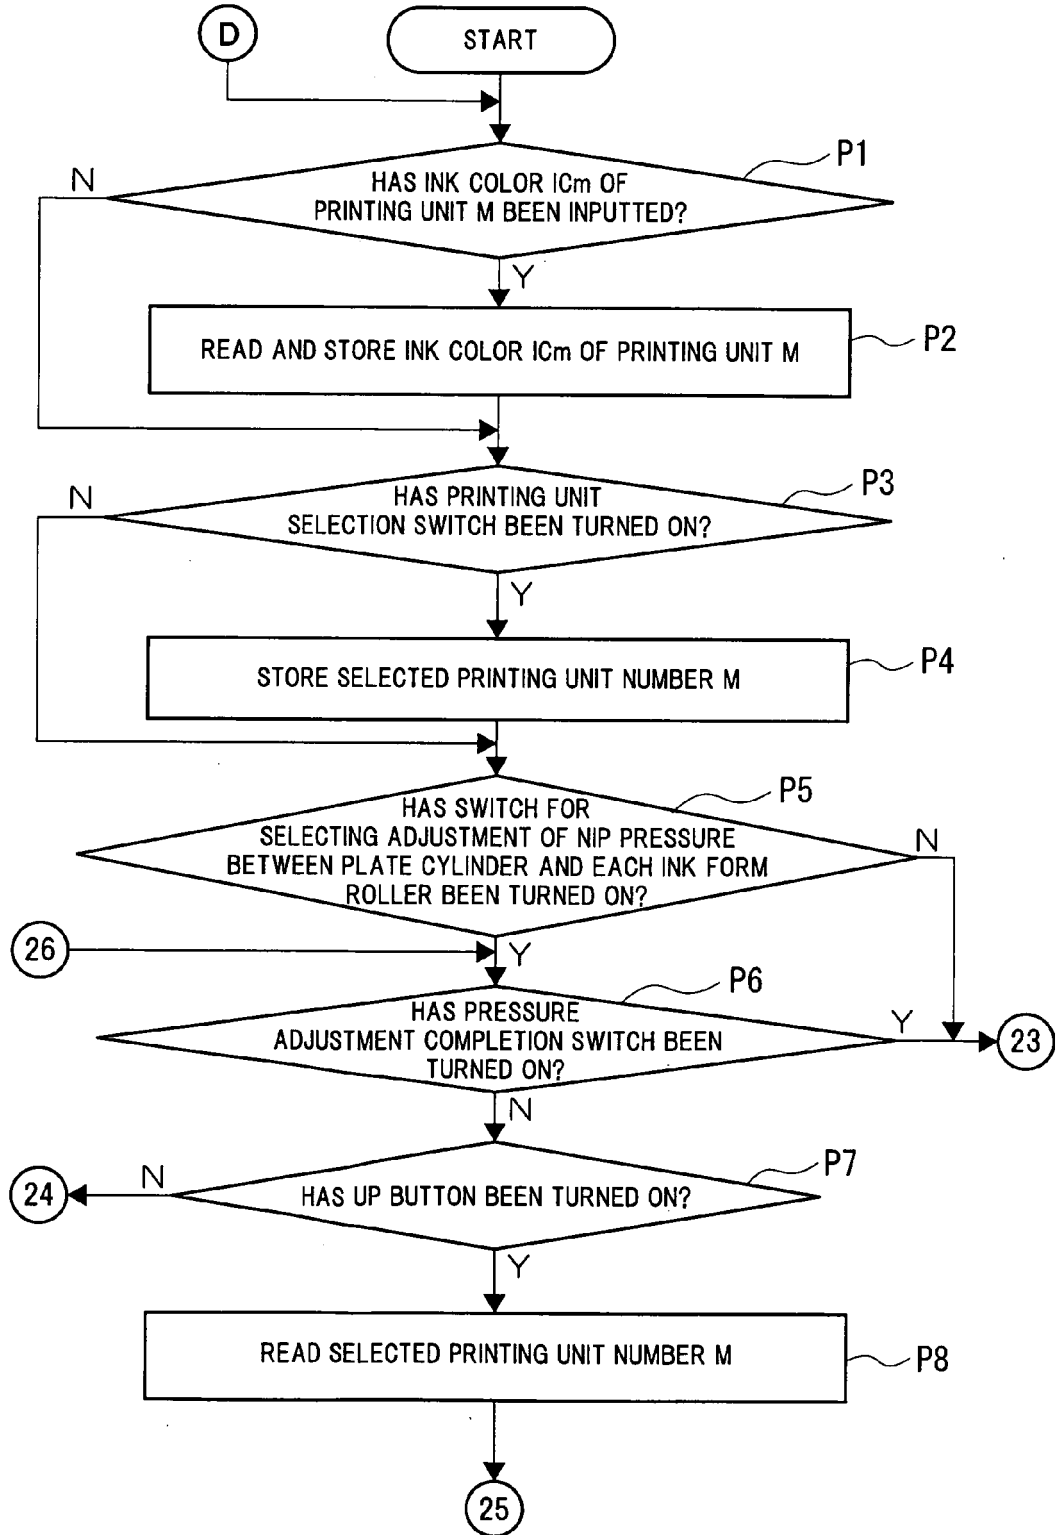 D
START
P1
N
HAS INK COLOR ICm OF
PRINTING UNIT M BEEN INPUTTED?
Y
READ AND STORE INK COLOR ICm OF PRINTING UNIT M
P2
N
HAS PRINTING UNIT
SELECTION SWITCH BEEN TURNED ON?
P3
Y
STORE SELECTED PRINTING UNIT NUMBER M
P4
HAS SWITCH FOR
SELECTING ADJUSTMENT OF NIP PRESSURE
BETWEEN PLATE CYLINDER AND EACH INK FORM
ROLLER BEEN TURNED ON?
P5
N
26
Y
P6
HAS PRESSURE
ADJUSTMENT COMPLETION SWITCH BEEN
TURNED ON?
Y
23
N
P7
24
N
HAS UP BUTTON BEEN TURNED ON?
Y
READ SELECTED PRINTING UNIT NUMBER M
P8
25